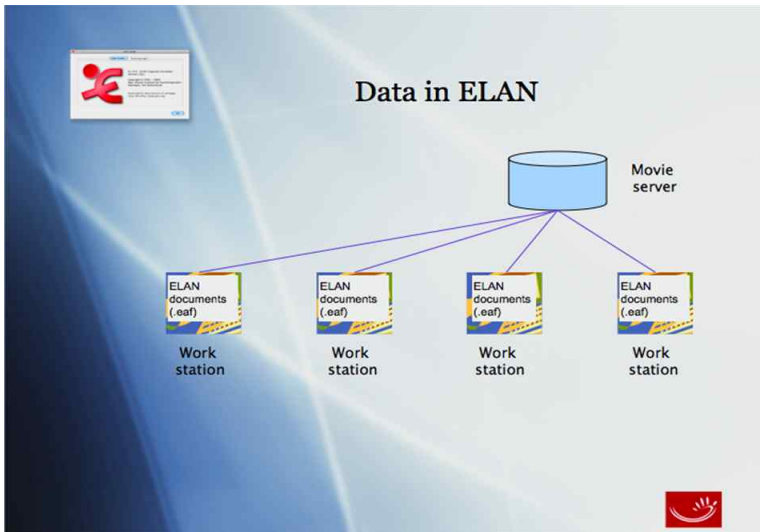 Data in ELAN
Movie
server
ELAN
documents
(.eaf)
ELAN
documents
(.eaf)
ELAN
documents
(.eaf)
ELAN
documents
(.eaf)
Work
station
Work
station
Work
station
Work
station